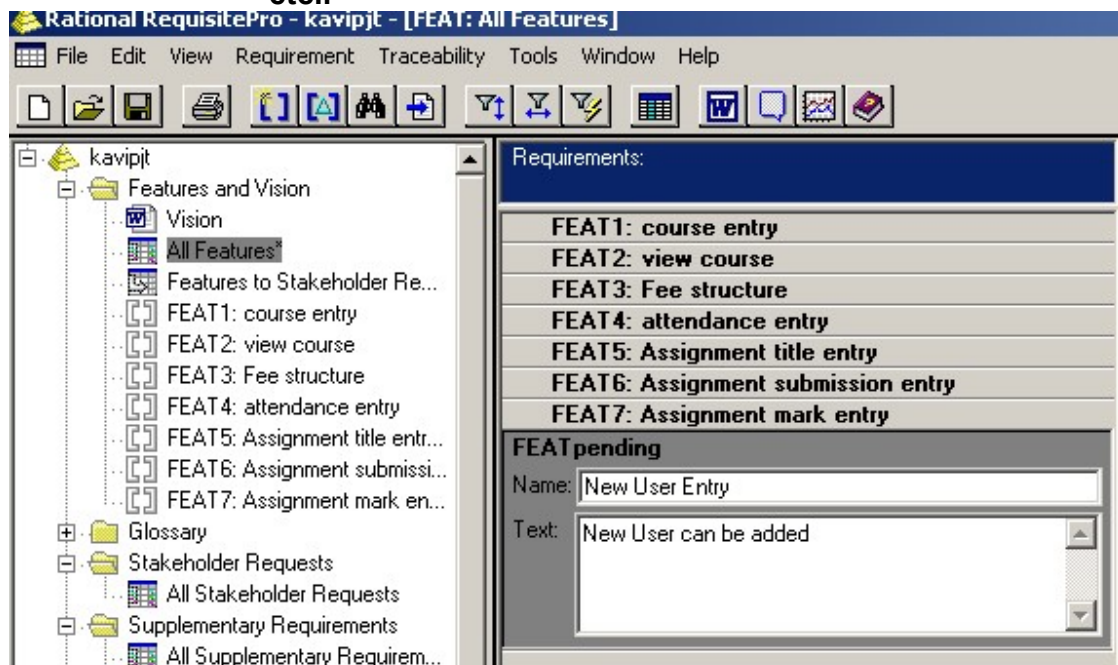 Rational RequisitePro - kavipjt - [FEAT: All Features]
File Edit View Requirement Traceability Tools Window Help
kavipjt
Features and Vision
Vision
All Features*
Features to Stakeholder Re...
FEAT1: course entry
FEAT2: view course
FEAT3: Fee structure
FEAT4: attendance entry
FEAT5: Assignment title entr...
FEAT6: Assignment submissi...
FEAT7: Assignment mark en...
Glossary
Stakeholder Requests
All Stakeholder Requests
Supplementary Requirements
All Supplementary Requirem...
Requirements:
FEAT1: course entry
FEAT2: view course
FEAT3: Fee structure
FEAT4: attendance entry
FEAT5: Assignment title entry
FEAT6: Assignment submission entry
FEAT7: Assignment mark entry
FEATpending
Name: New User Entry
Text: New User can be added